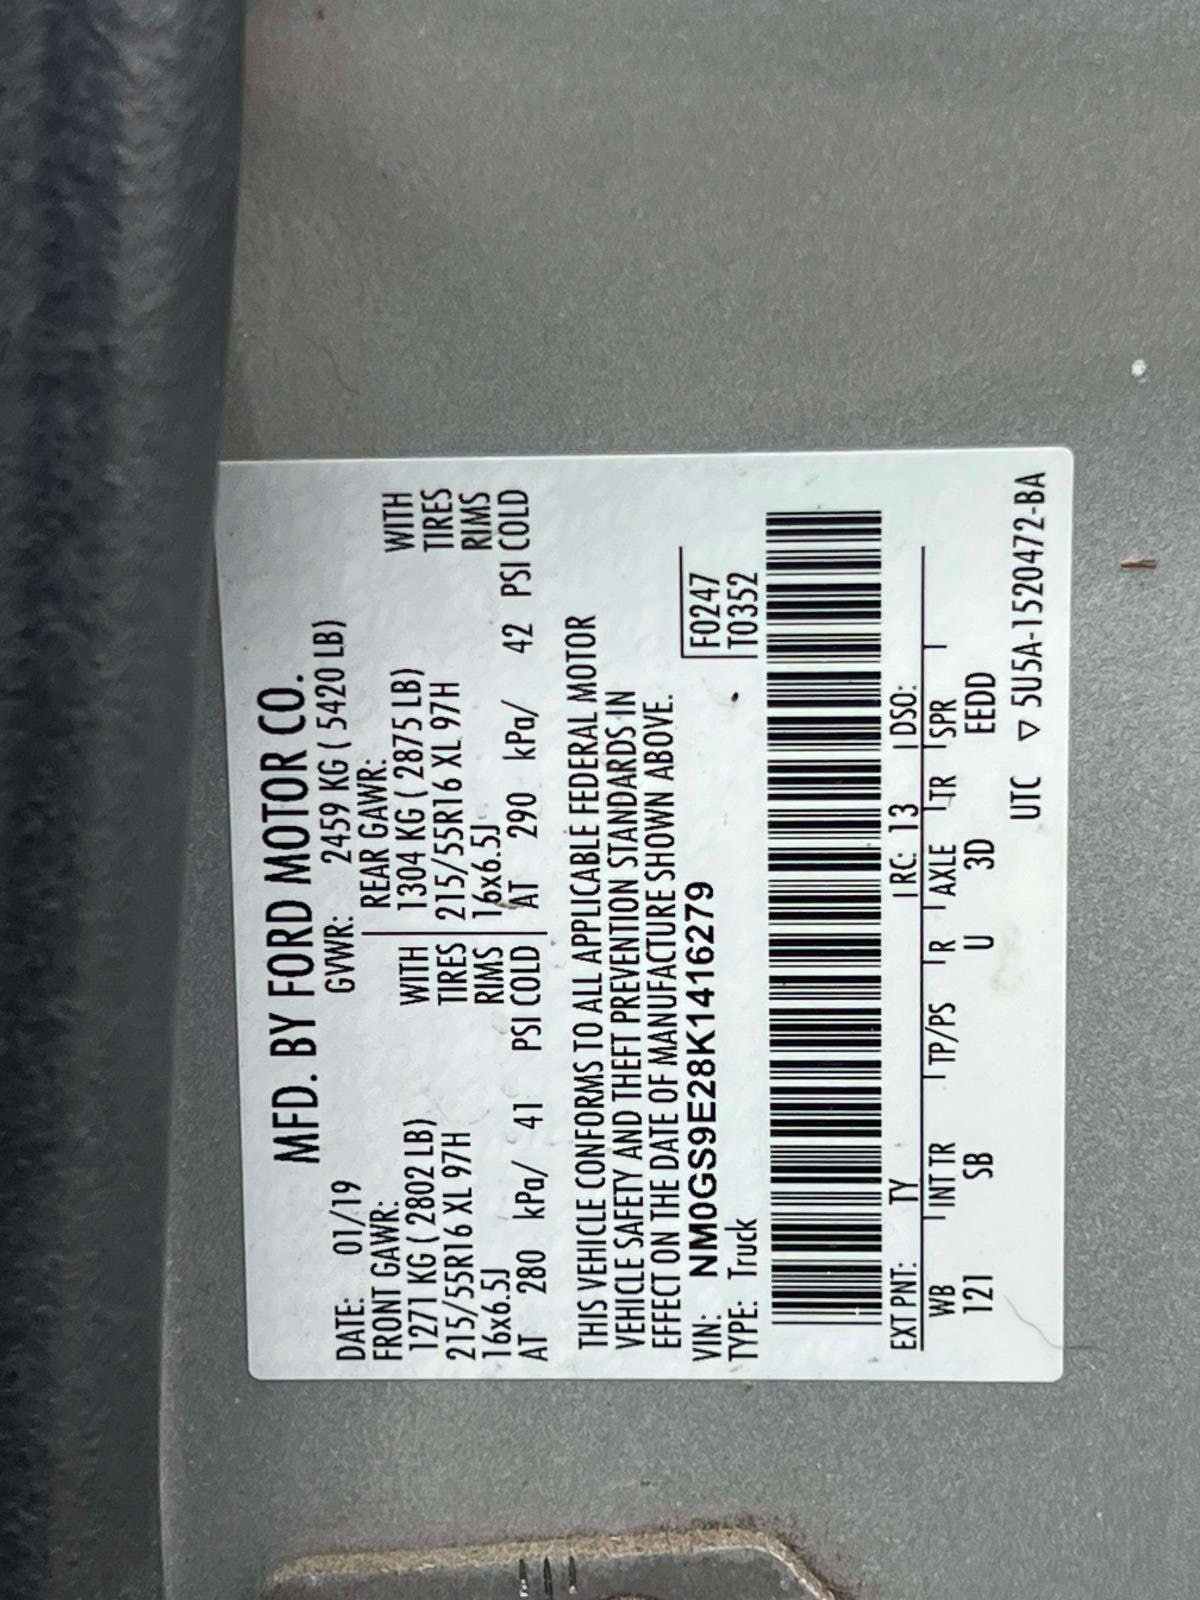 MFD. BY FORD MOTOR CO.
DATE: 01/19 GVWR: 2459 KG ( 5420 LB)
FRONT GAWR: REAR GAWR:
1271 KG ( 2802 LB) WITH 1304 KG ( 2875 LB) WITH
215/55R16 XL 97H TIRES 215/55R16 XL 97H TIRES
16x6.5J RIMS 16x6.5J RIMS
AT 280 kPa/ 41 PSI COLD AT 290 kPa/ 42 PSI COLD
THIS VEHICLE CONFORMS TO ALL APPLICABLE FEDERAL MOTOR
VEHICLE SAFETY AND THEFT PREVENTION STANDARDS IN
EFFECT ON THE DATE OF MANUFACTURE SHOWN ABOVE.
VIN: NM0GS9E28K1416279 F0247
TYPE: Truck T0352
EXT PNT: TY RC: 13 DSO:
WB INT TR TP/PS R AXLE TR SPR
121 SB U 3D EEDD
UTC ▽ 5U5A-1520472-BA